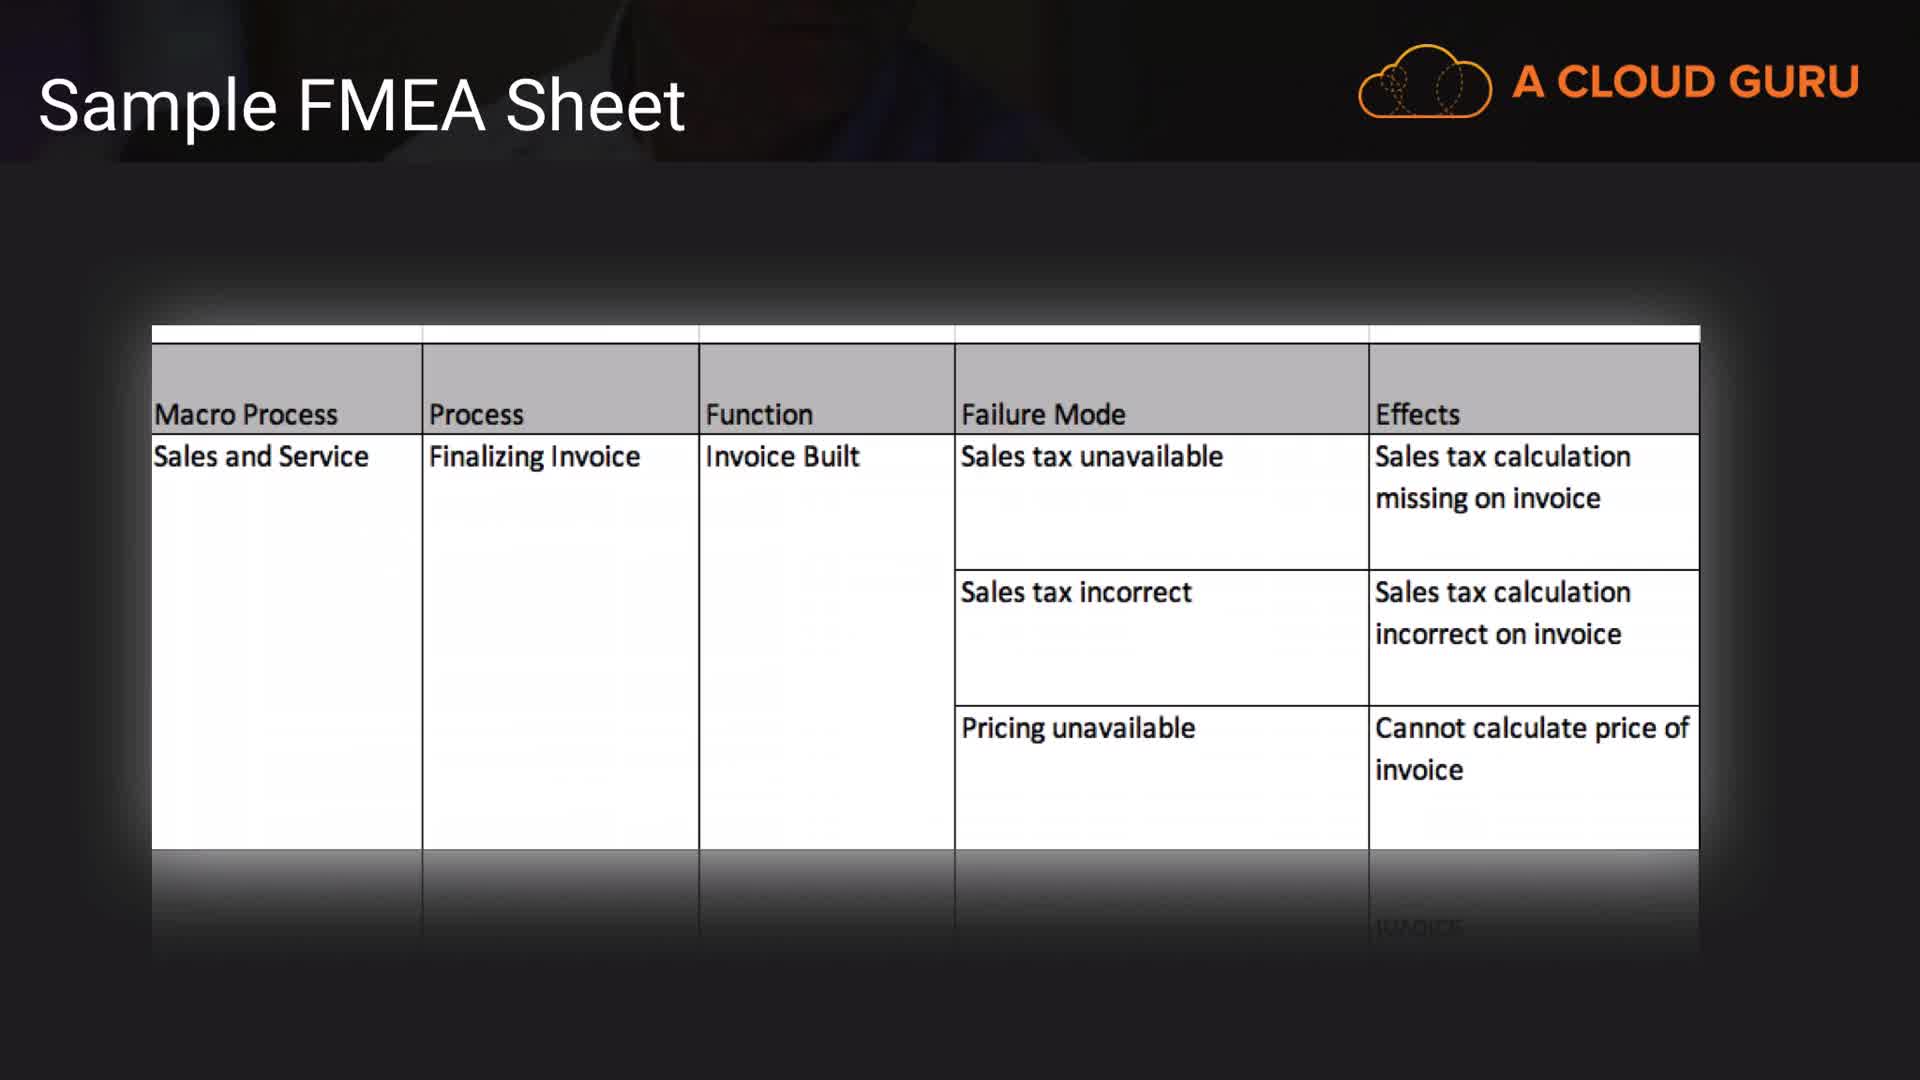 Sample FMEA Sheet
A CLOUD GURU
Macro Process
Process
Function
Failure Mode
Effects
Sales and Service
Finalizing Invoice
Invoice Built
Sales tax unavailable
Sales tax calculation
missing on invoice
Sales tax incorrect
Sales tax calculation
incorrect on invoice
Pricing unavailable
Cannot calculate price of
invoice